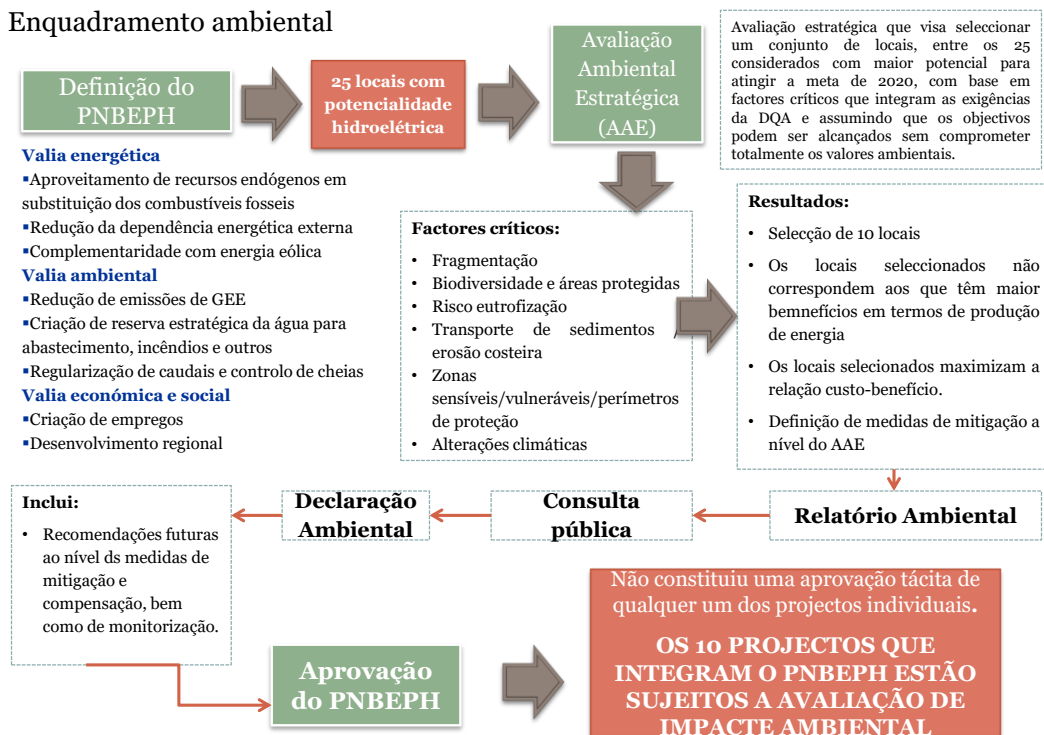 Enquadramento ambiental
Definição do
PNBEPH
25 locais com
potencialidade
hidroelétrica
Avaliação
Ambiental
Estratégica
(AAE)
Avaliação estratégica que visa seleccionar
um conjunto de locais, entre os 25
considerados com maior potencial para
atingir a meta de 2020, com base em
factores críticos que integram as exigências
da DQA e assumindo que os objectivos
podem ser alcançados sem comprometer
totalmente os valores ambientais.
Valia energética
▪Aproveitamento de recursos endógenos em
substituição dos combustíveis fosseis
▪Redução da dependência energética externa
▪Complementaridade com energia eólica
Valia ambiental
▪Redução de emissões de GEE
▪Criação de reserva estratégica da água para
abastecimento, incêndios e outros
▪Regularização de caudais e controlo de cheias
Valia económica e social
▪Criação de empregos
▪Desenvolvimento regional
Factores críticos:
• Fragmentação
• Biodiversidade e áreas protegidas
• Risco eutrofização
• Transporte de sedimentos /
erosão costeira
• Zonas
sensíveis/vulneráveis/perímetros
de proteção
• Alterações climáticas
Resultados:
• Selecção de 10 locais
• Os locais seleccionados não
correspondem aos que têm maior
bemnefícios em termos de produção
de energia
• Os locais selecionados maximizam a
relação custo-benefício.
• Definição de medidas de mitigação a
nível do AAE
Relatório Ambiental
Consulta
pública
Declaração
Ambiental
Inclui:
• Recomendações futuras
ao nível ds medidas de
mitigação e
compensação, bem
como de monitorização.
Aprovação
do PNBEPH
Não constituiu uma aprovação tácita de
qualquer um dos projectos individuais.
OS 10 PROJECTOS QUE
INTEGRAM O PNBEPH ESTÃO
SUJEITOS A AVALIAÇÃO DE
IMPACTE AMBIENTAL